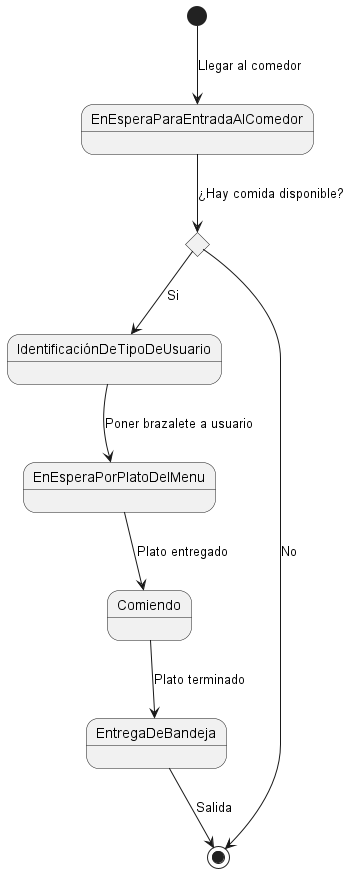 Llegar al comedor
EnEsperaParaEntradaAlComedor
¿Hay comida disponible?
Si
IdentificaciónDeTipoDeUsuario
Poner brazalete a usuario
EnEsperaPorPlatoDelMenu
Plato entregado
No
Comiendo
Plato terminado
EntregaDeBandeja
Salida